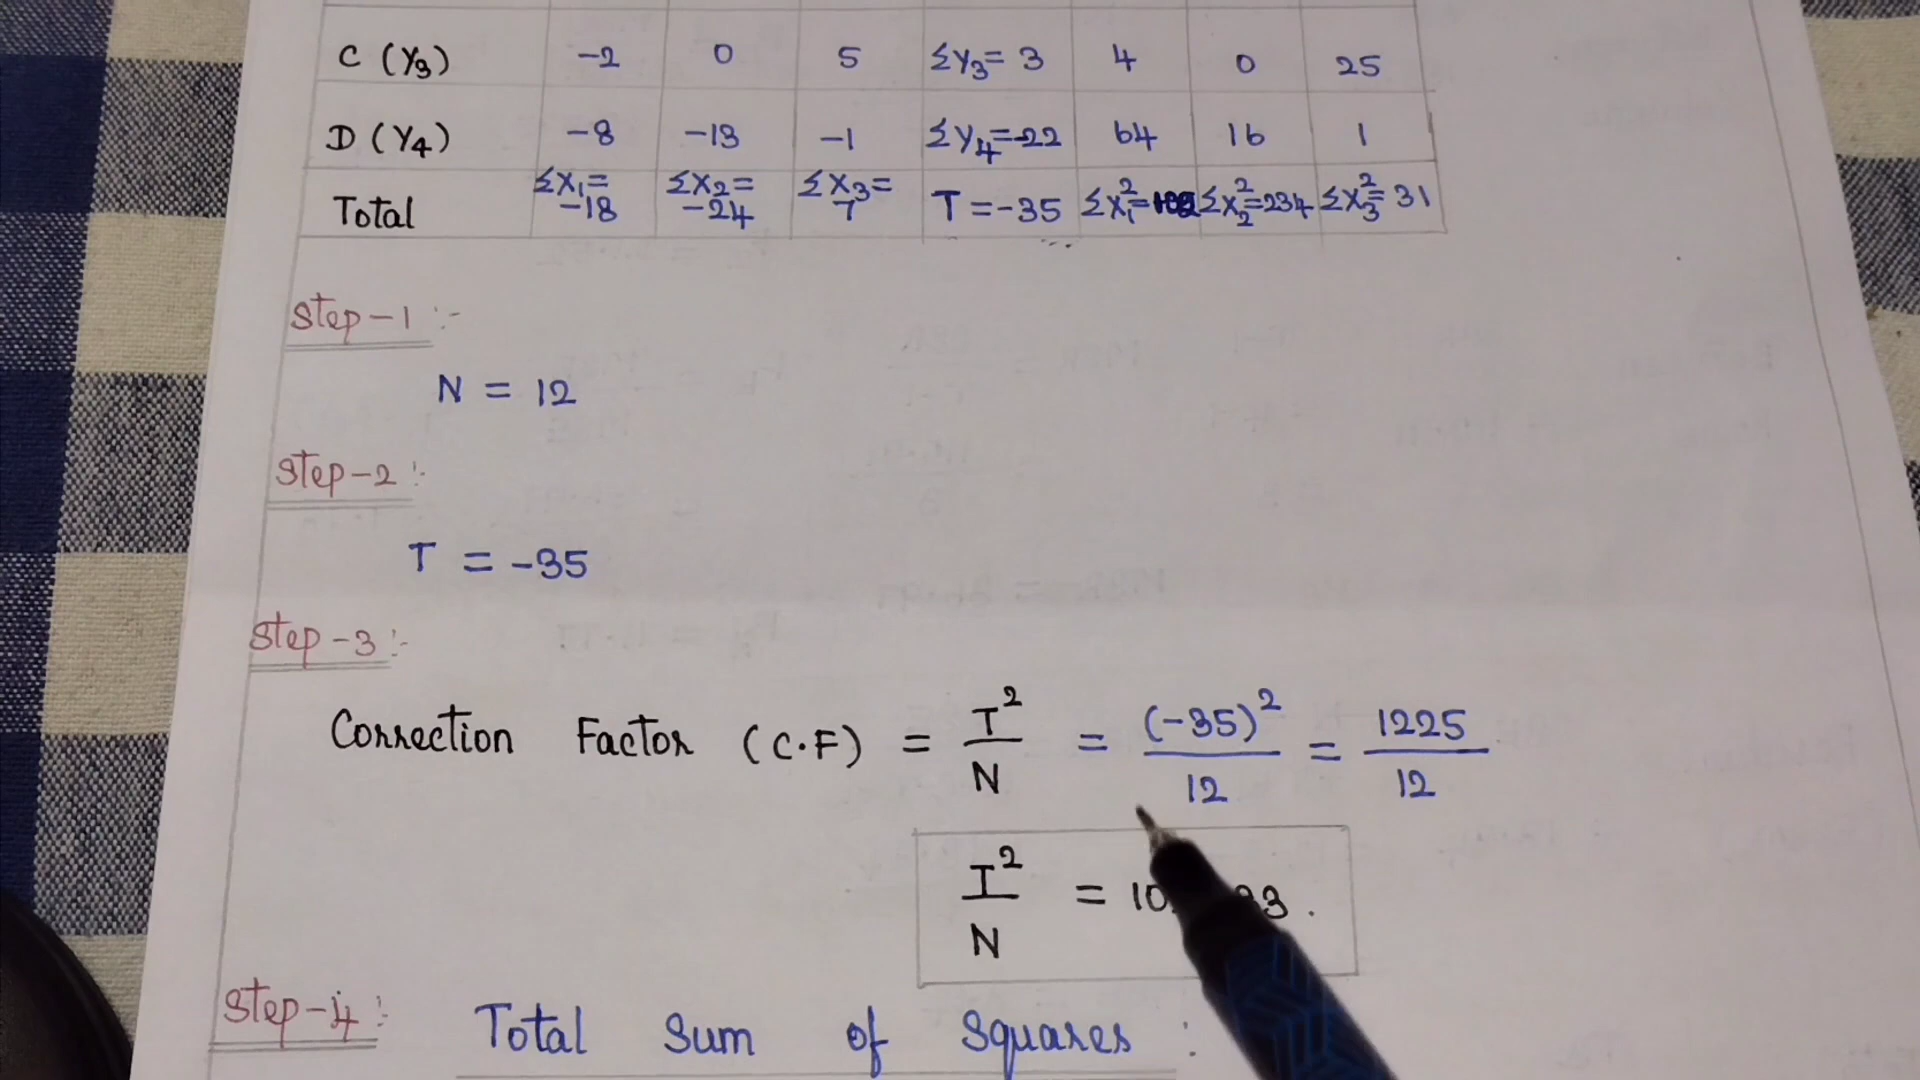 C (Y₃) -2 0 5 ΣY₃= 3 4 0 25
D (Y₄) -8 -13 -1 ΣY₄=-22 64 16 1
Total ΣX₁= -18 ΣX₂= -24 ΣX₃= 7 T = -35 ΣX₁²= ΣX₂²=234 ΣX₃²= 31
Step-1 :-
N = 12
Step-2 :-
T = -35
Step-3 :-
Correction Factor (C.F) = T²/N = (-35)²/12 = 1225/12
T²/N =
Step-4 :- Total Sum of Squares :